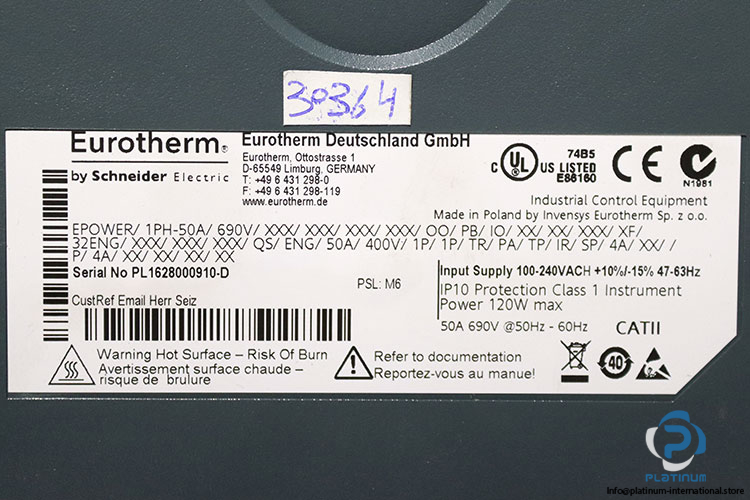 30364
Eurotherm®
by Schneider Electric
Eurotherm Deutschland GmbH
Eurotherm, Ottostrasse 1
D-65549 Limburg, GERMANY
T: +49 6 431 298-0
F: +49 6 431 298-119
www.eurotherm.de
C UL US LISTED
74B5
E86160
CE
N1981
Industrial Control Equipment
Made in Poland by Invensys Eurotherm Sp. z o.o.
EPOWER/ 1PH-50A/ 690V/ XXX/ XXX/ XXX/ XXX/ OO/ PB/ IO/ XX/ XX/ XXX/ XF/
32ENG/ XXX/ XXX/ XXX/ QS/ ENG/ 50A/ 400V/ 1P/ 1P/ TR/ PA/ TP/ IR/ SP/ 4A/ XX/ /
P/ 4A/ XX/ XX/ XX/ XX
Serial No PL1628000910-D
PSL: M6
Input Supply 100-240VACH +10%/-15% 47-63Hz
IP10 Protection Class 1 Instrument
Power 120W max
50A 690V @50Hz - 60Hz
CATII
CustRef Email Herr Seiz
Warning Hot Surface – Risk Of Burn
Avertissement surface chaude –
risque de brulure
Refer to documentation
Reportez-vous au manuel!
40
PLATINUM
Info@platinum-international.store